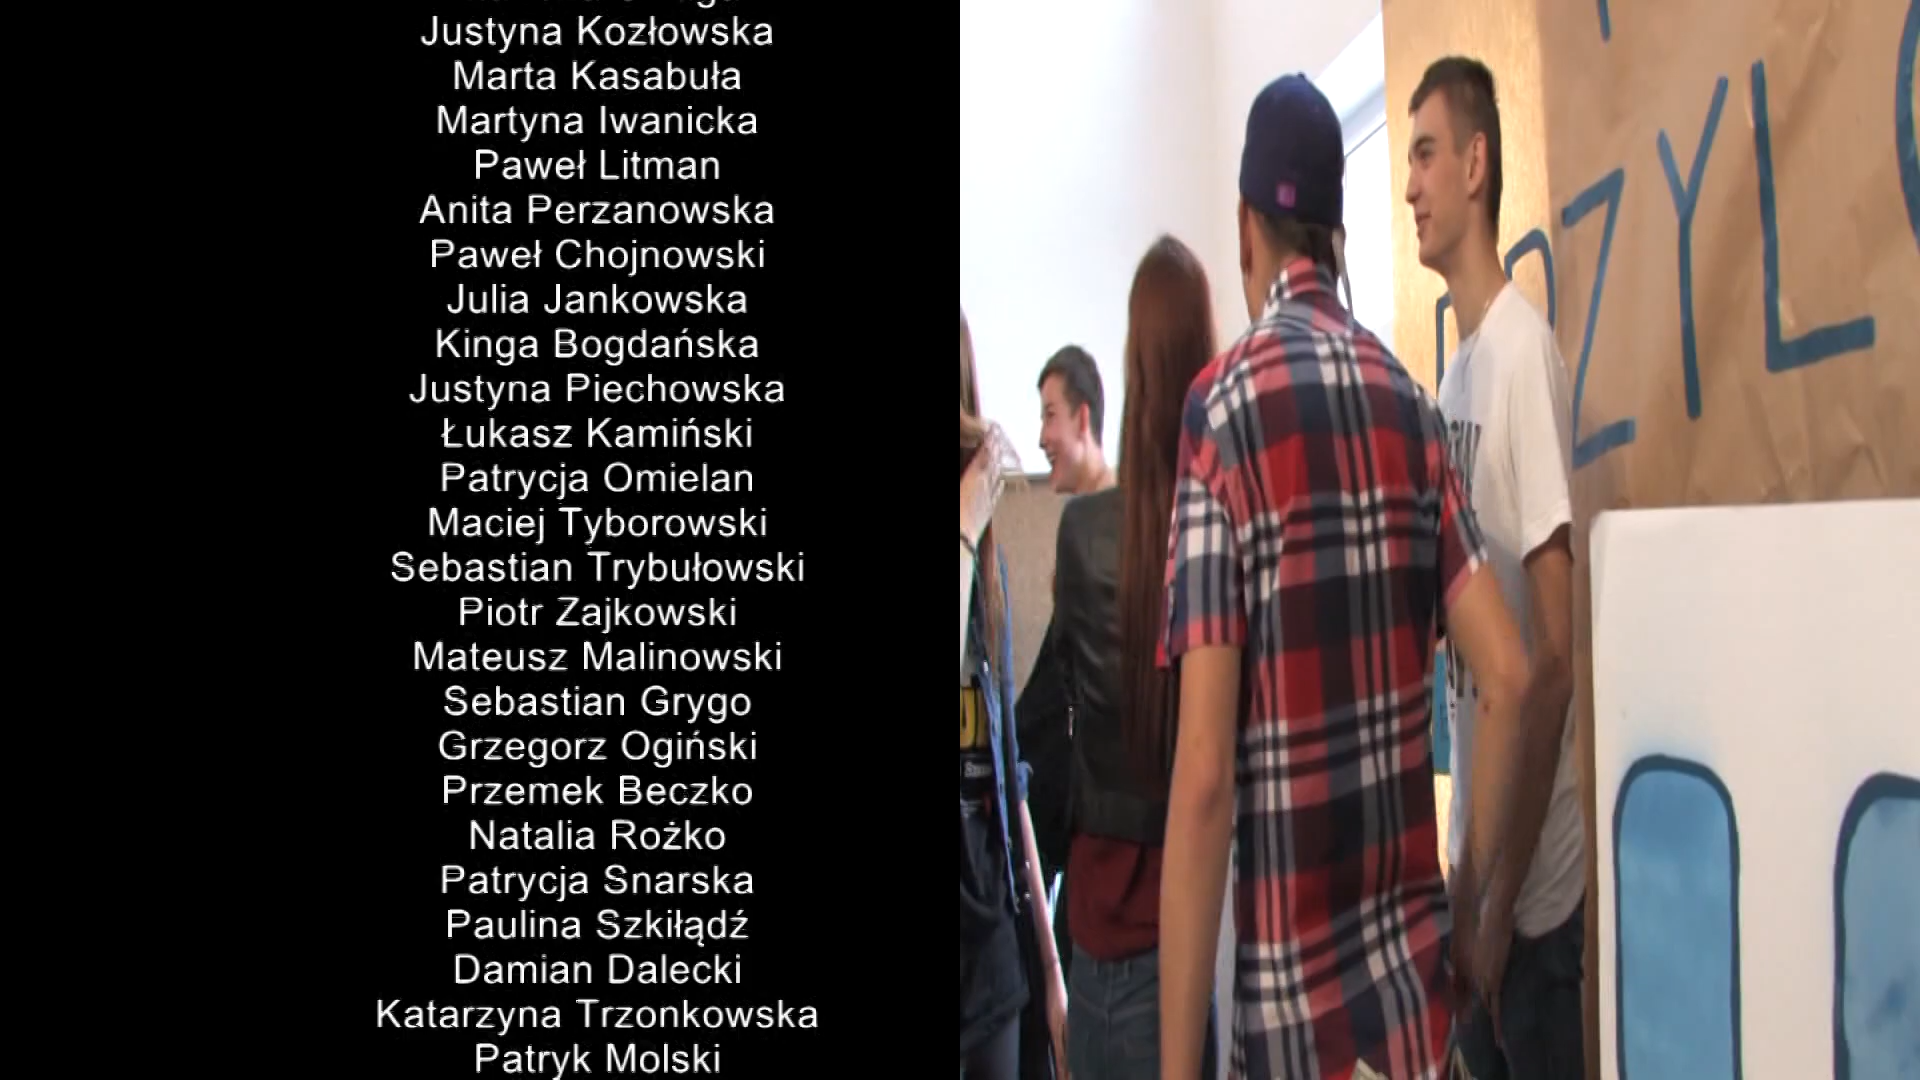 Justyna Kozłowska
Marta Kasabuła
Martyna Iwanicka
Paweł Litman
Anita Perzanowska
Paweł Chojnowski
Julia Jankowska
Kinga Bogdańska
Justyna Piechowska
Łukasz Kamiński
Patrycja Omielan
Maciej Tyborowski
Sebastian Trybułowski
Piotr Zajkowski
Mateusz Malinowski
Sebastian Grygo
Grzegorz Ogiński
Przemek Beczko
Natalia Rożko
Patrycja Snarska
Paulina Szkiłądź
Damian Dalecki
Katarzyna Trzonkowska
Patryk Molski